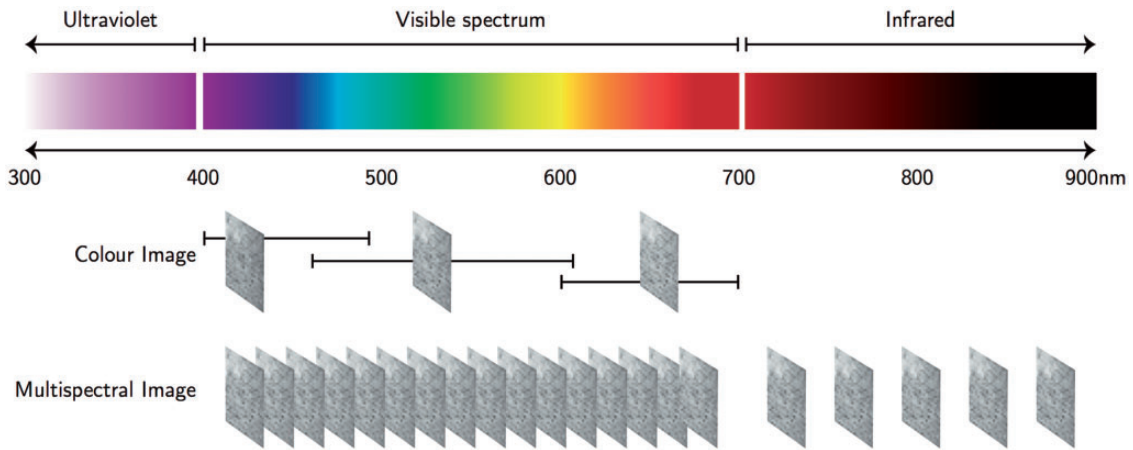 Ultraviolet Visible spectrum Infrared
300 400 500 600 700 800 900nm
Colour Image
Multispectral Image